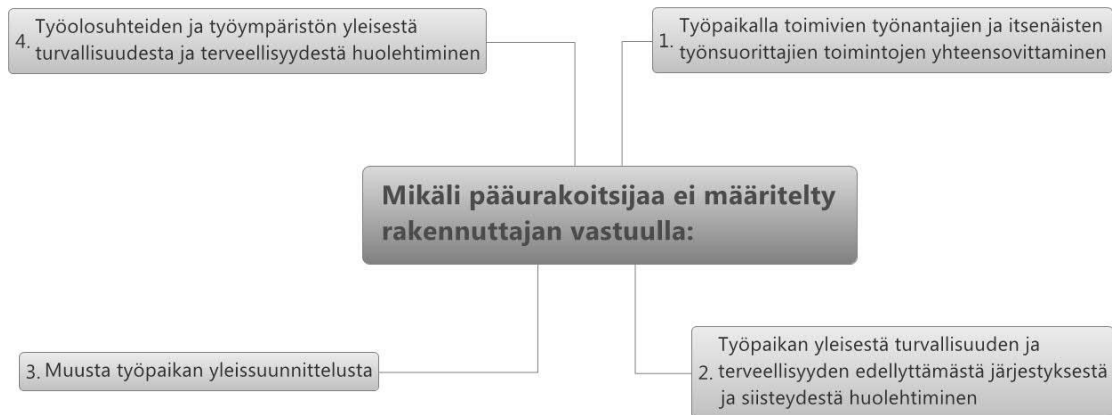 4. Työolosuhteiden ja työympäristön yleisestä
turvallisuudesta ja terveellisyydestä huolehtiminen
1. Työpaikalla toimivien työnantajien ja itsenäisten
työnsuorittajien toimintojen yhteensovittaminen
Mikäli pääurakoitsijaa ei määritelty
rakennuttajan vastuulla:
3. Muusta työpaikan yleissuunnittelusta
2. Työpaikan yleisestä turvallisuuden ja
terveellisyyden edellyttämästä järjestyksestä
ja siisteydestä huolehtiminen